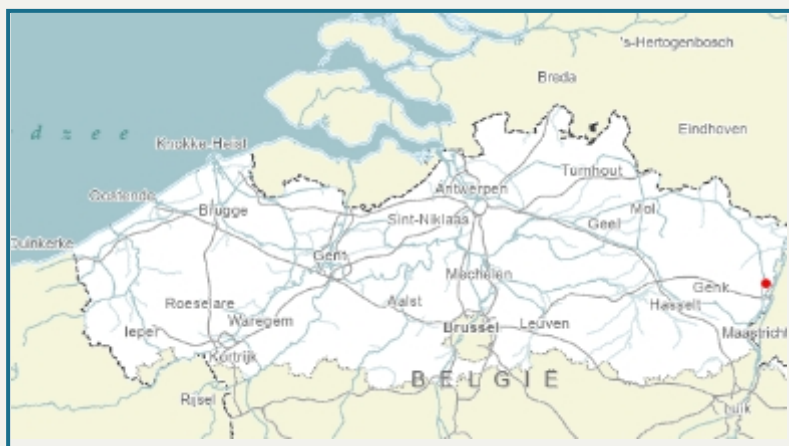 's-Hertogenbosch
Breda
Eindhoven
d z e e
Knokke-Heist
Turnhout
Oostende
Antwerpen
Mol
Brugge
Sint-Niklaas
Geel
Duinkerke
Gent
Mechelen
Genk
Roeselare
Aalst
Hasselt
Ieper
Waregem
Brussel
Leuven
Maastricht
Kortrijk
BELGIË
Rijsel
Luik